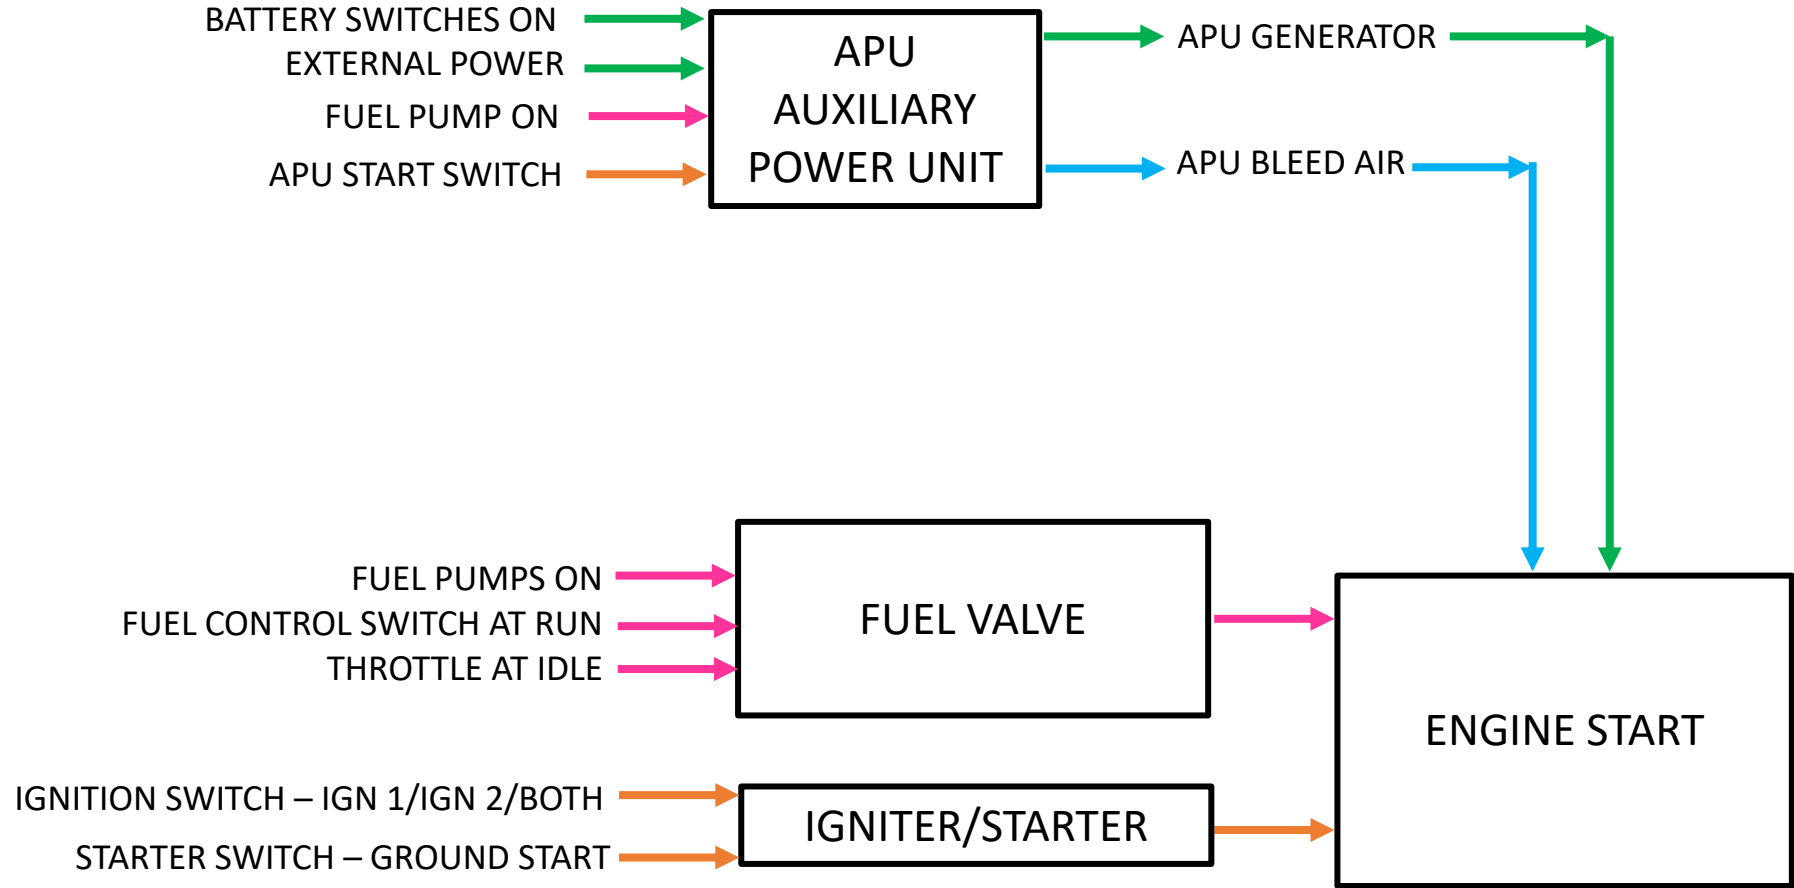 BATTERY SWITCHES ON
EXTERNAL POWER
FUEL PUMP ON
APU START SWITCH
APU
AUXILIARY
POWER UNIT
APU GENERATOR
APU BLEED AIR
FUEL PUMPS ON
FUEL CONTROL SWITCH AT RUN
THROTTLE AT IDLE
FUEL VALVE
IGNITION SWITCH – IGN 1/IGN 2/BOTH
STARTER SWITCH – GROUND START
IGNITER/STARTER
ENGINE START